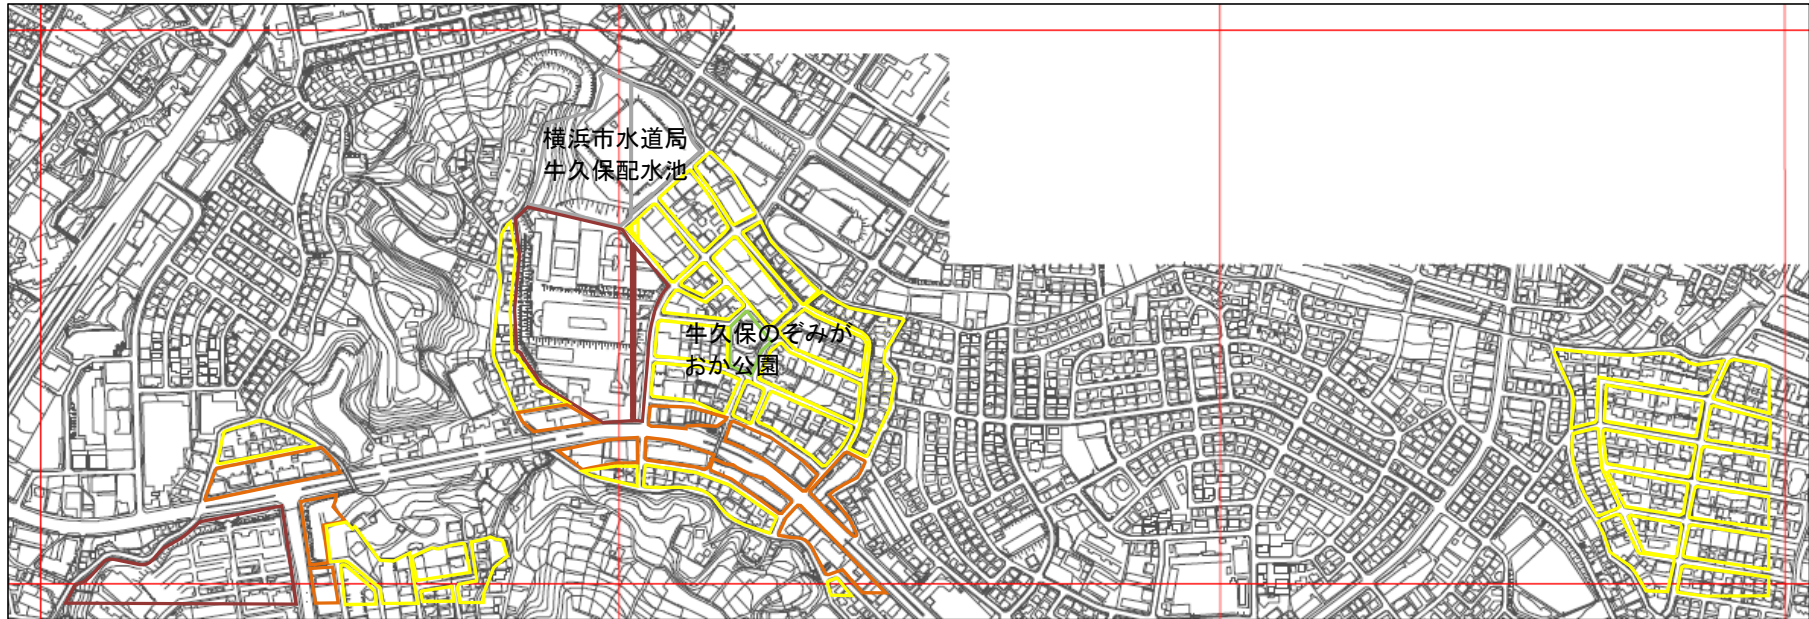 横浜市水道局
牛久保配水池
牛久保のぞみが
おか公園